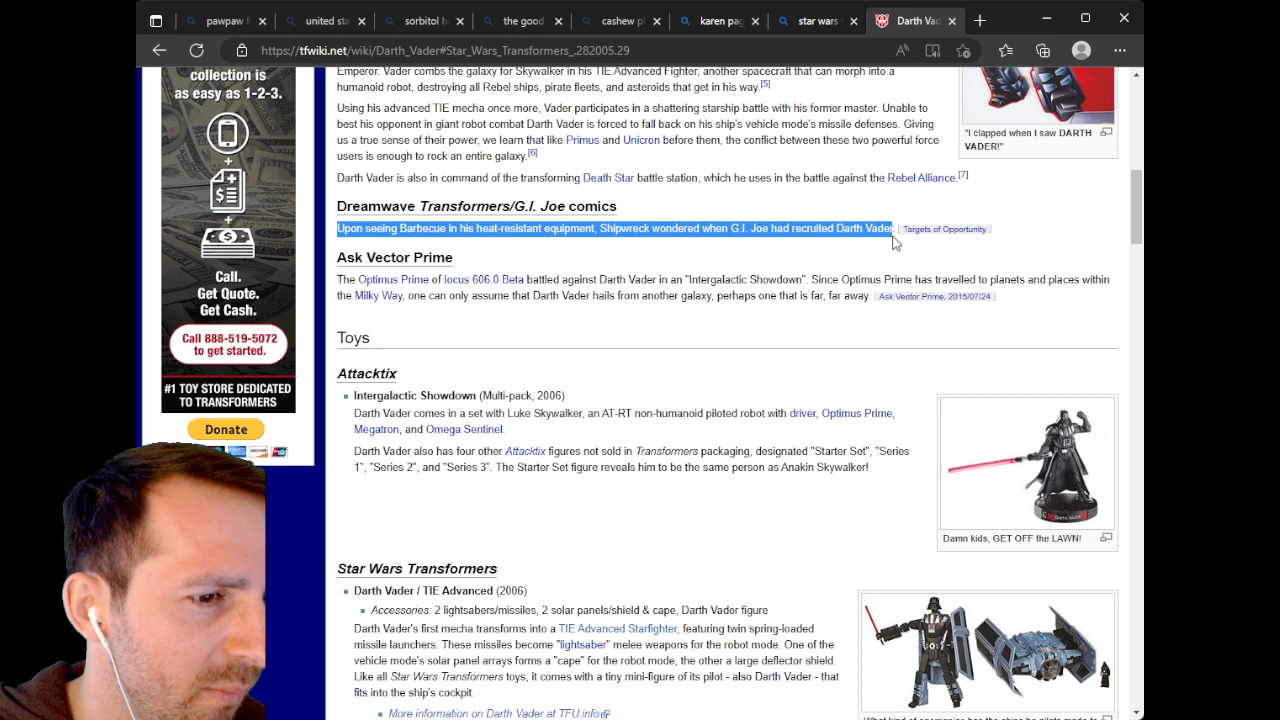 pawpaw f
united sta
sorbitol h
the good
cashew pl
karen pag
star wars
Darth Vad
https://tfwiki.net/wiki/Darth_Vader#Star_Wars_Transformers_.282005.29
collection is
as easy as 1-2-3.
Call.
Get Quote.
Get Cash.
Call 888-519-5072
to get started.
#1 TOY STORE DEDICATED
TO TRANSFORMERS
Donate
Emperor. Vader combs the galaxy for Skywalker in his TIE Advanced Fighter, another spacecraft that can morph into a
humanoid robot, destroying all Rebel ships, pirate fleets, and asteroids that get in his way.[5]
Using his advanced TIE mecha once more, Vader participates in a shattering starship battle with his former master. Unable to
best his opponent in giant robot combat Darth Vader is forced to fall back on his ship's vehicle mode's missile defenses. Giving
us a true sense of their power, we learn that like Primus and Unicron before them, the conflict between these two powerful force
users is enough to rock an entire galaxy.[6]
Darth Vader is also in command of the transforming Death Star battle station, which he uses in the battle against the Rebel Alliance.[7]
"I clapped when I saw DARTH
VADER!"
Dreamwave Transformers/G.I. Joe comics
Upon seeing Barbecue in his heat-resistant equipment, Shipwreck wondered when G.I. Joe had recruited Darth Vader. Targets of Opportunity
Ask Vector Prime
The Optimus Prime of locus 606.0 Beta battled against Darth Vader in an "Intergalactic Showdown". Since Optimus Prime has travelled to planets and places within
the Milky Way, one can only assume that Darth Vader hails from another galaxy, perhaps one that is far, far away. Ask Vector Prime, 2015/07/24
Toys
Attacktix
Intergalactic Showdown (Multi-pack, 2006)
Darth Vader comes in a set with Luke Skywalker, an AT-RT non-humanoid piloted robot with driver, Optimus Prime,
Megatron, and Omega Sentinel.
Darth Vader also has four other Attacktix figures not sold in Transformers packaging, designated "Starter Set", "Series
1", "Series 2", and "Series 3". The Starter Set figure reveals him to be the same person as Anakin Skywalker!
DARTH VADER
Damn kids, GET OFF the LAWN!
Star Wars Transformers
Darth Vader / TIE Advanced (2006)
Accessories: 2 lightsabers/missiles, 2 solar panels/shield & cape, Darth Vader figure
Darth Vader's first mecha transforms into a TIE Advanced Starfighter, featuring twin spring-loaded
missile launchers. These missiles become "lightsaber" melee weapons for the robot mode. One of the
vehicle mode's solar panel arrays forms a "cape" for the robot mode, the other a large deflector shield.
Like all Star Wars Transformers toys, it comes with a tiny mini-figure of its pilot - also Darth Vader - that
fits into the ship's cockpit.
More information on Darth Vader at TFU.info